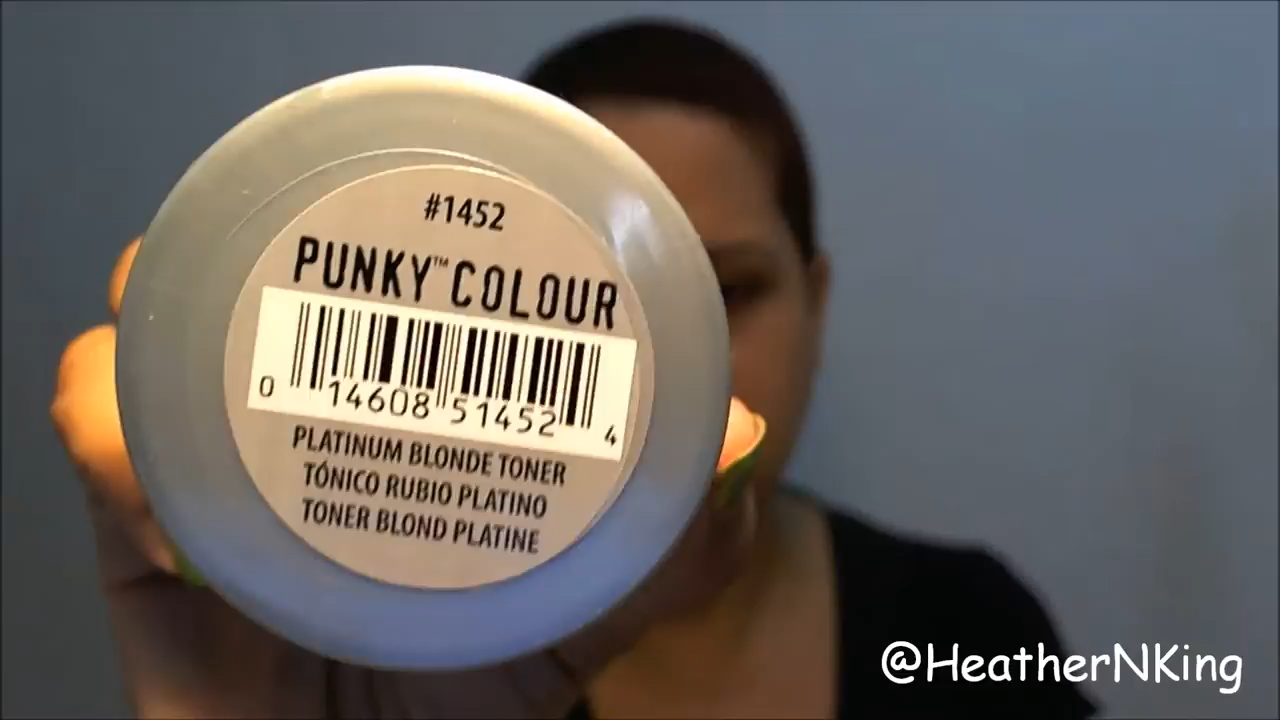 #1452
PUNKY™ COLOUR
0 14608 51452 4
PLATINUM BLONDE TONER
TÓNICO RUBIO PLATINO
TONER BLOND PLATINE
@HeatherNKing